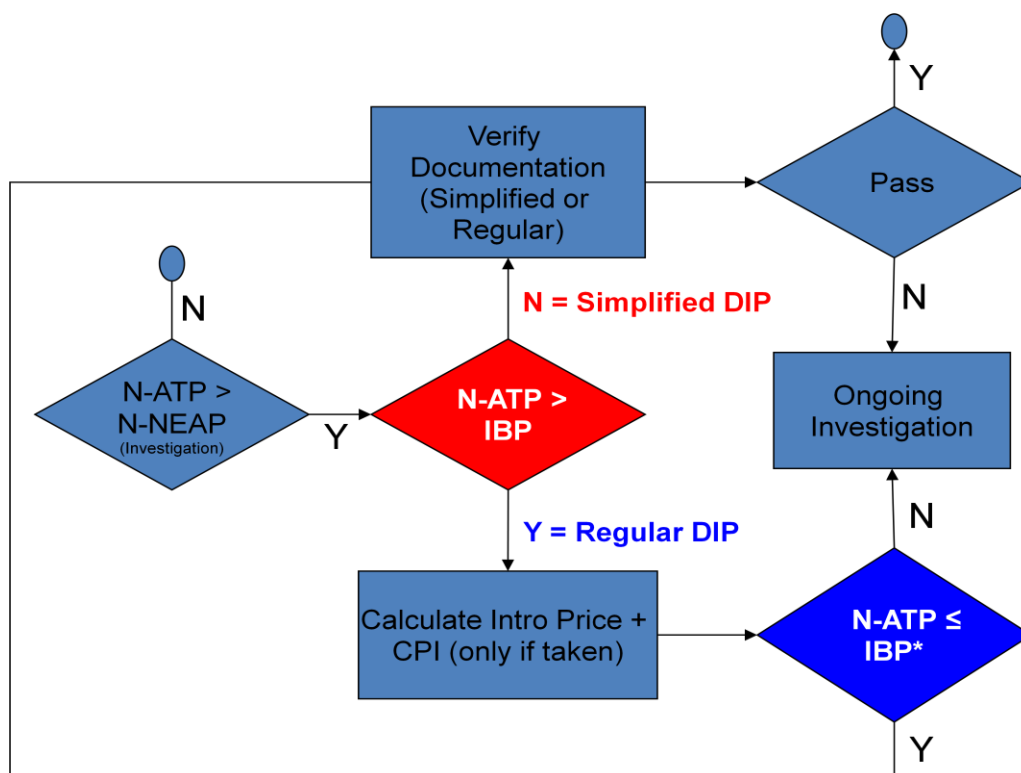 Y
Verify
Documentation
(Simplified or
Regular)
Pass
N
N
N = Simplified DIP
N-ATP >
N-NEAP
(Investigation)
Y
N-ATP >
IBP
Ongoing
Investigation
Y = Regular DIP
N
Calculate Intro Price +
CPI (only if taken)
N-ATP ≤
IBP*
Y